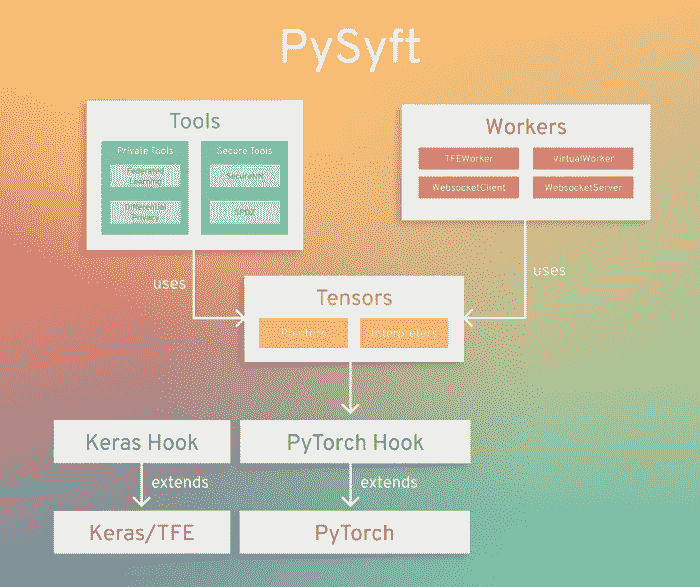 PySyft
Tools
Private Tools
Federated
Learning
Differential
Privacy
Secure Tools
SecureNN
SPDZ
Workers
TFEWorker
VirtualWorker
WebsocketClient
WebsocketServer
uses
uses
Tensors
Pointers
Interpreters
Keras Hook
PyTorch Hook
extends
extends
Keras/TFE
PyTorch